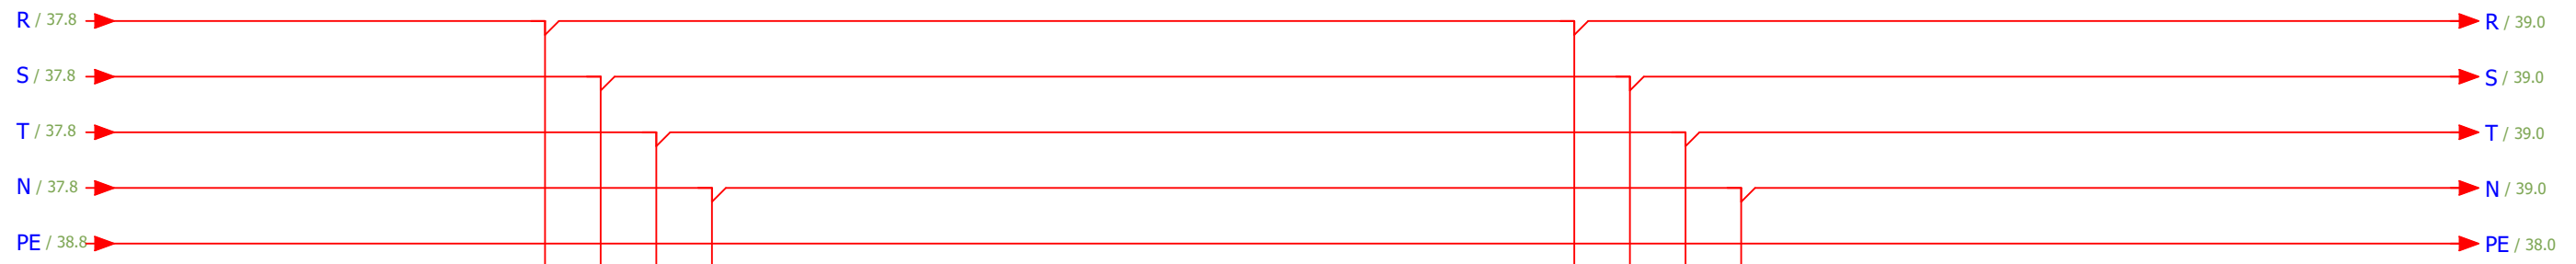 R / 37.8 R / 39.0
S / 37.8 S / 39.0
T / 37.8 T / 39.0
N / 37.8 N / 39.0
PE / 38.8 PE / 38.0